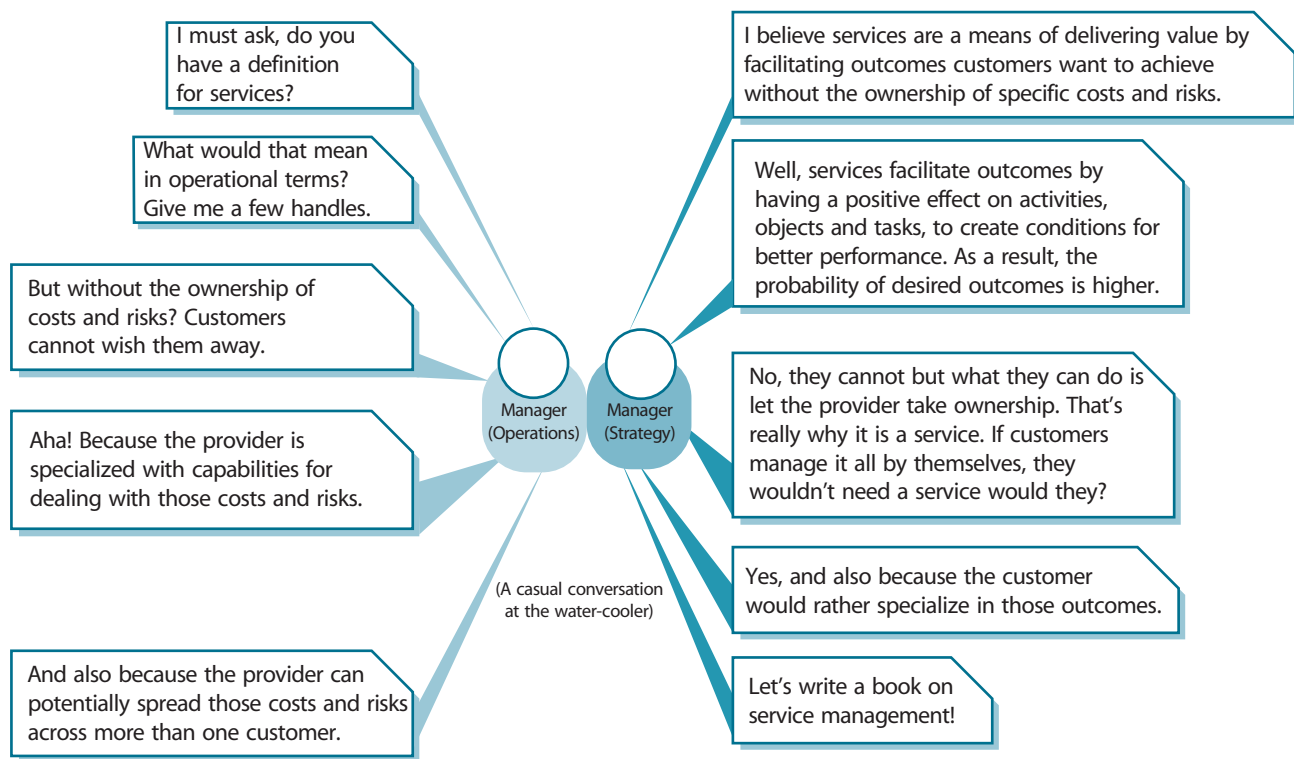 I must ask, do you
have a definition
for services?
I believe services are a means of delivering value by
facilitating outcomes customers want to achieve
without the ownership of specific costs and risks.
What would that mean
in operational terms?
Give me a few handles.
Well, services facilitate outcomes by
having a positive effect on activities,
objects and tasks, to create conditions for
better performance. As a result, the
probability of desired outcomes is higher.
But without the ownership of
costs and risks? Customers
cannot wish them away.
No, they cannot but what they can do is
let the provider take ownership. That’s
really why it is a service. If customers
manage it all by themselves, they
wouldn’t need a service would they?
Manager
(Operations)
Manager
(Strategy)
Aha! Because the provider is
specialized with capabilities for
dealing with those costs and risks.
Yes, and also because the customer
would rather specialize in those outcomes.
(A casual conversation
at the water-cooler)
And also because the provider can
potentially spread those costs and risks
across more than one customer.
Let’s write a book on
service management!